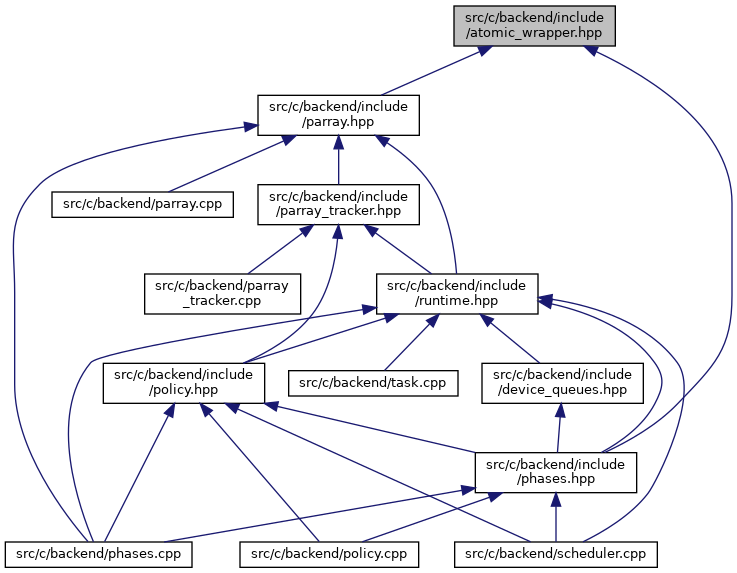 src/c/backend/include
/atomic_wrapper.hpp
src/c/backend/include
/parray.hpp
src/c/backend/parray.cpp
src/c/backend/include
/parray_tracker.hpp
src/c/backend/parray
_tracker.cpp
src/c/backend/include
/runtime.hpp
src/c/backend/include
/policy.hpp
src/c/backend/task.cpp
src/c/backend/include
/device_queues.hpp
src/c/backend/include
/phases.hpp
src/c/backend/phases.cpp
src/c/backend/policy.cpp
src/c/backend/scheduler.cpp